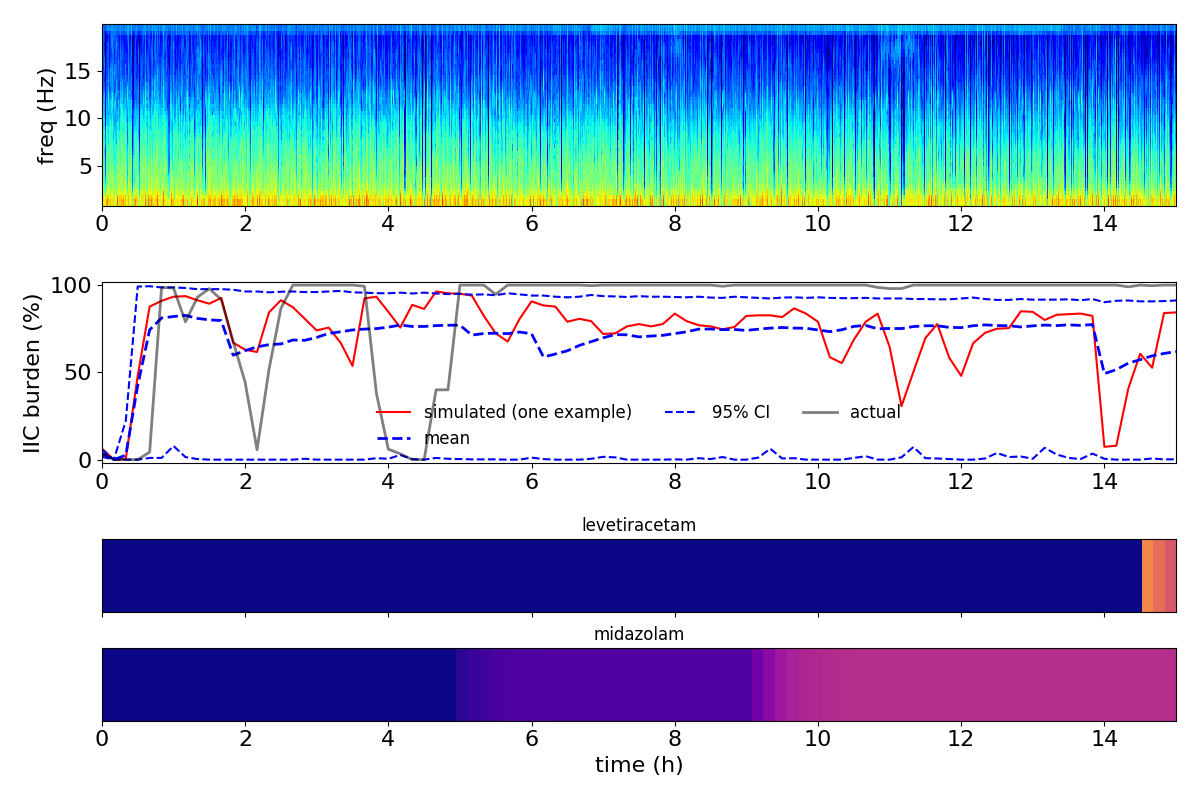 freq (Hz)
15
10
5
0 2 4 6 8 10 12 14
IIC burden (%)
100
50
0
simulated (one example) 95% CI actual
mean
0 2 4 6 8 10 12 14
levetiracetam
midazolam
0 2 4 6 8 10 12 14
time (h)